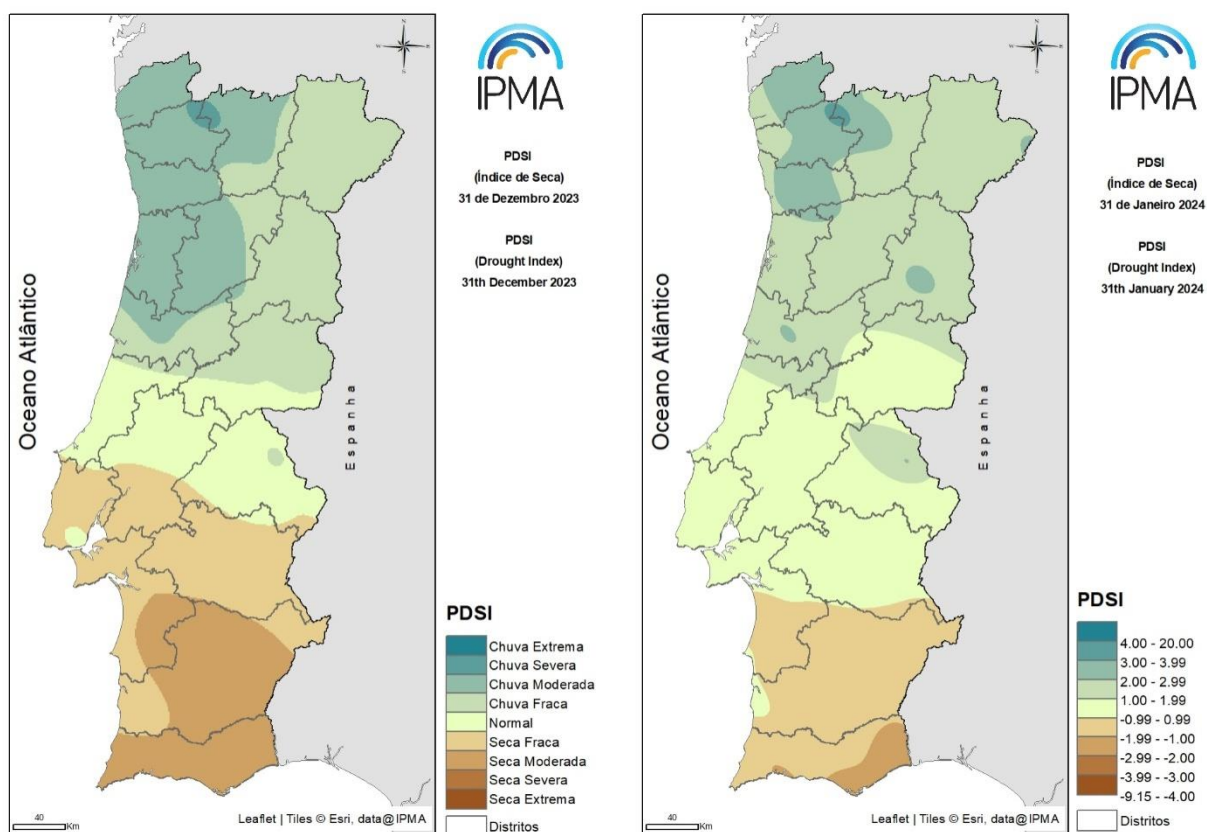 N
W
E
S
IPMA
PDSI
(Índice de Seca)
31 de Dezembro 2023
PDSI
(Drought Index)
31th December 2023
Oceano Atlântico
Espanha
PDSI
Chuva Extrema
Chuva Severa
Chuva Moderada
Chuva Fraca
Normal
Seca Fraca
Seca Moderada
Seca Severa
Seca Extrema
Distritos
40
Km
Leaflet | Tiles © Esri, data@IPMA
N
W
E
S
IPMA
PDSI
(Índice de Seca)
31 de Janeiro 2024
PDSI
(Drought Index)
31th January 2024
Oceano Atlântico
Espanha
PDSI
4.00 - 20.00
3.00 - 3.99
2.00 - 2.99
1.00 - 1.99
-0.99 - 0.99
-1.99 - -1.00
-2.99 - -2.00
-3.99 - -3.00
-9.15 - -4.00
Distritos
40
Km
Leaflet | Tiles © Esri, data@IPMA